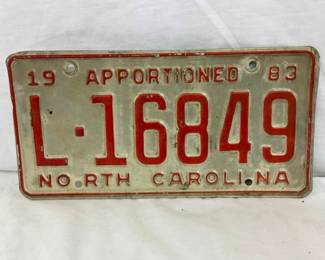 19 APPORTIONED 83
L·16849
NORTH CAROLINA